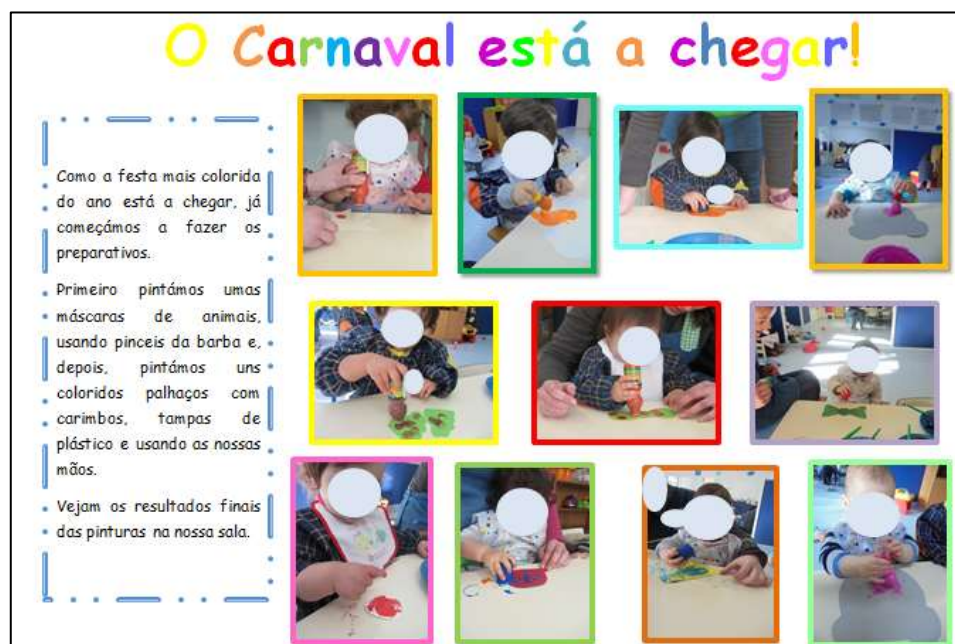 O Carnaval está a chegar!
Como a festa mais colorida
do ano está a chegar, já
começámos a fazer os
preparativos.
Primeiro pintámos umas
máscaras de animais,
usando pinceis da barba e,
depois, pintámos uns
coloridos palhaços com
carimbos, tampas de
plástico e usando as nossas
mãos.
Vejam os resultados finais
das pinturas na nossa sala.